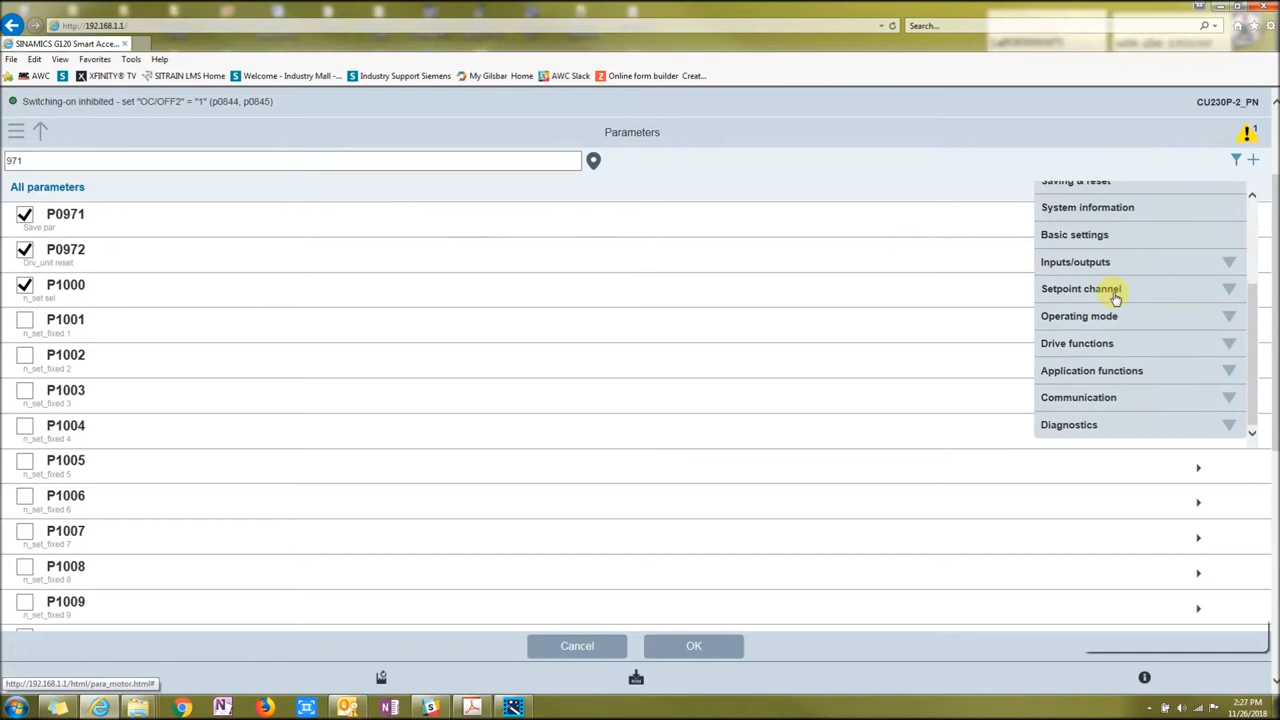 http://192.168.1.1/
Search...
SINAMICS G120 Smart Acce...
File Edit View Favorites Tools Help
AWC
XFINITY® TV
SITRAIN LMS Home
Welcome - Industry Mall -...
Industry Support Siemens
My Gilsbar Home
AWC Slack
Online form builder Creat...
Switching-on inhibited - set "OC/OFF2" = "1" (p0844, p0845)
CU230P-2_PN
Parameters
1
971
All parameters
Saving & reset
P0971
Save par
System information
Basic settings
P0972
Drv_unit reset
Inputs/outputs
P1000
n_set sel
Setpoint channel
P1001
n_set_fixed 1
Operating mode
P1002
n_set_fixed 2
Drive functions
Application functions
P1003
n_set_fixed 3
Communication
P1004
n_set_fixed 4
Diagnostics
P1005
n_set_fixed 5
P1006
n_set_fixed 6
P1007
n_set_fixed 7
P1008
n_set_fixed 8
P1009
n_set_fixed 9
Cancel
OK
http://192.168.1.1/html/para_motor.html#
2:27 PM
11/26/2018